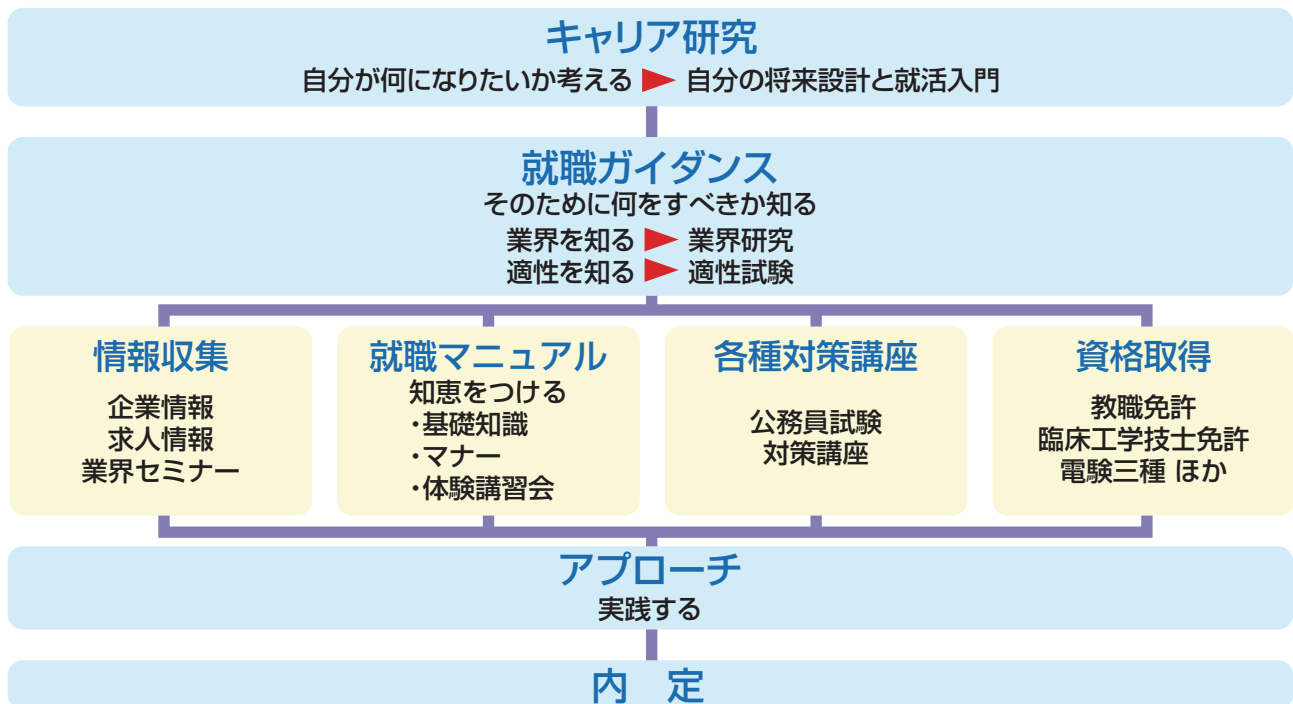 キャリア研究
自分が何になりたいか考える ▶ 自分の将来設計と就活入門
就職ガイダンス
そのために何をすべきか知る
業界を知る ▶ 業界研究
適性を知る ▶ 適性試験
情報収集
企業情報
求人情報
業界セミナー
就職マニュアル
知恵をつける
・基礎知識
・マナー
・体験講習会
各種対策講座
公務員試験
対策講座
資格取得
教職免許
臨床工学技士免許
電験三種 ほか
アプローチ
実践する
内　定